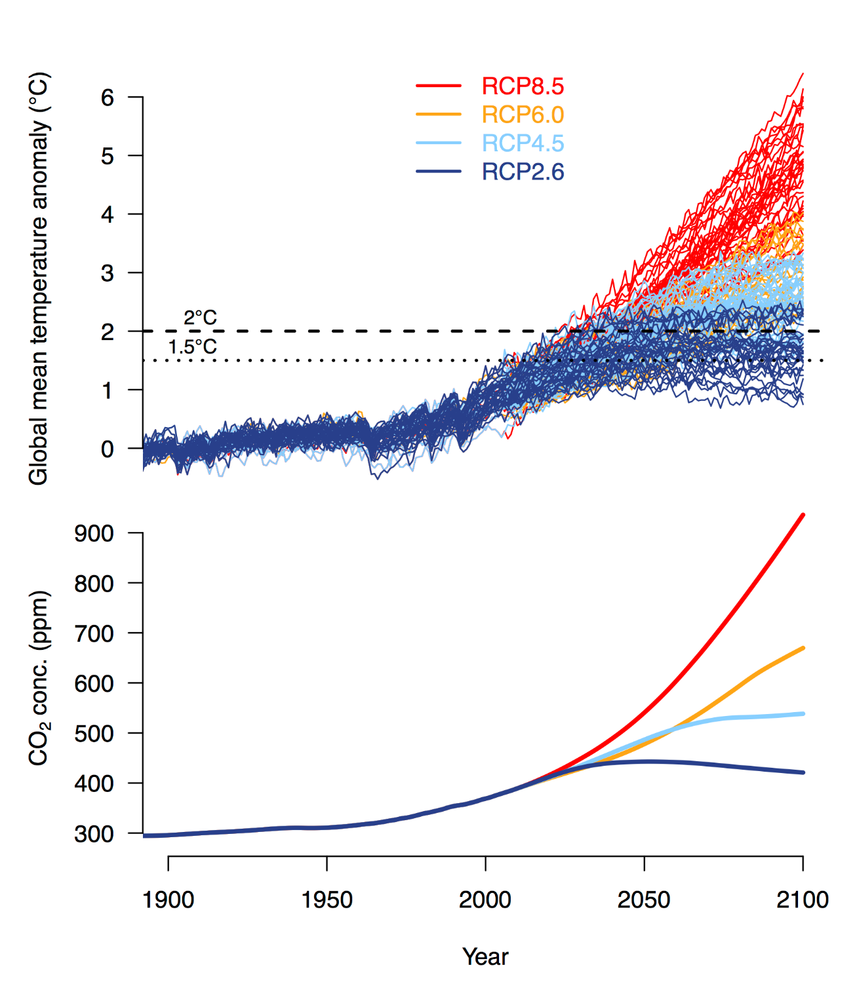 Global mean temperature anomaly (°C)
6
5
4
3
2
1
0
RCP8.5
RCP6.0
RCP4.5
RCP2.6
2°C
1.5°C
CO₂ conc. (ppm)
900
800
700
600
500
400
300
1900 1950 2000 2050 2100
Year